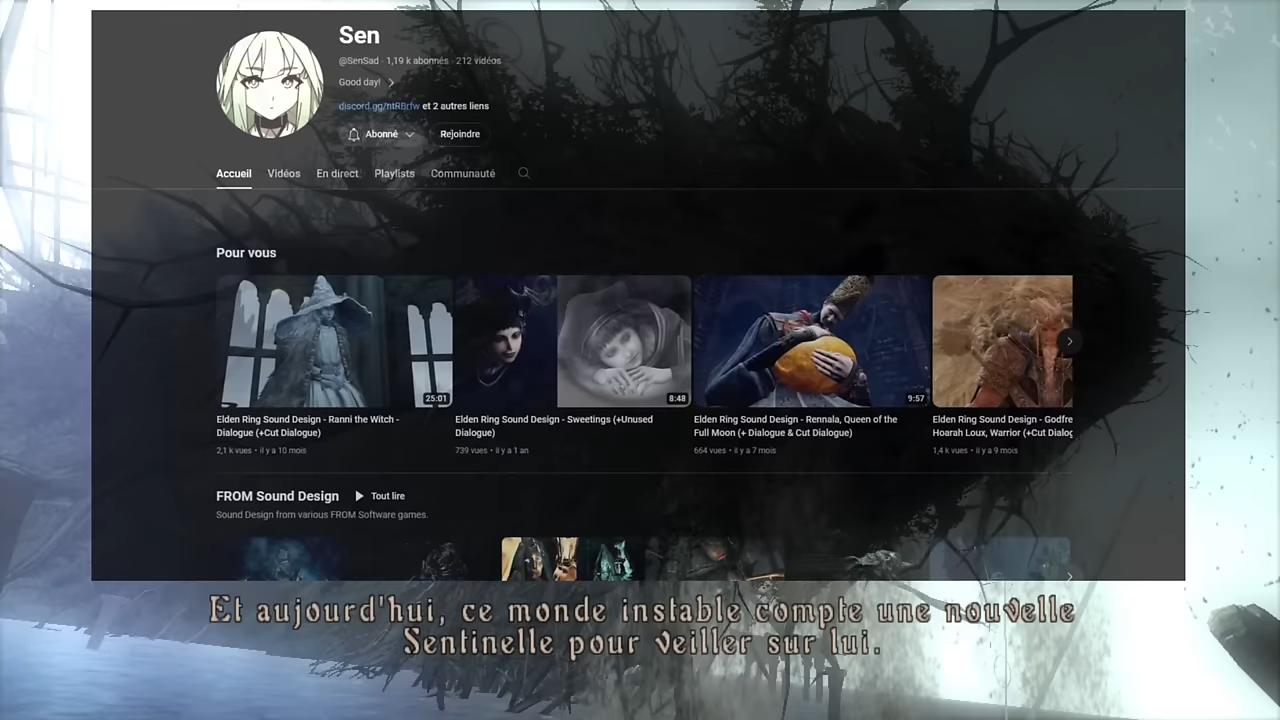 Sen
@SenSad · 1,19 k abonnés · 212 vidéos
Good day!
discord.gg/ntRBrfw et 2 autres liens
Abonné
Rejoindre
Accueil Vidéos En direct Playlists Communauté
Pour vous
25:01
8:48
9:57
Elden Ring Sound Design - Ranni the Witch -
Dialogue (+Cut Dialogue)
2,1 k vues • il y a 10 mois
Elden Ring Sound Design - Sweetings (+Unused
Dialogue)
739 vues • il y a 1 an
Elden Ring Sound Design - Rennala, Queen of the
Full Moon (+ Dialogue & Cut Dialogue)
664 vues • il y a 7 mois
Elden Ring Sound Design - Godfre
Hoarah Loux, Warrior (+Cut Dialog
1,4 k vues • il y a 9 mois
FROM Sound Design
Tout lire
Sound Design from various FROM Software games.
Et aujourd'hui, ce monde instable compte une nouvelle
Sentinelle pour veiller sur lui.